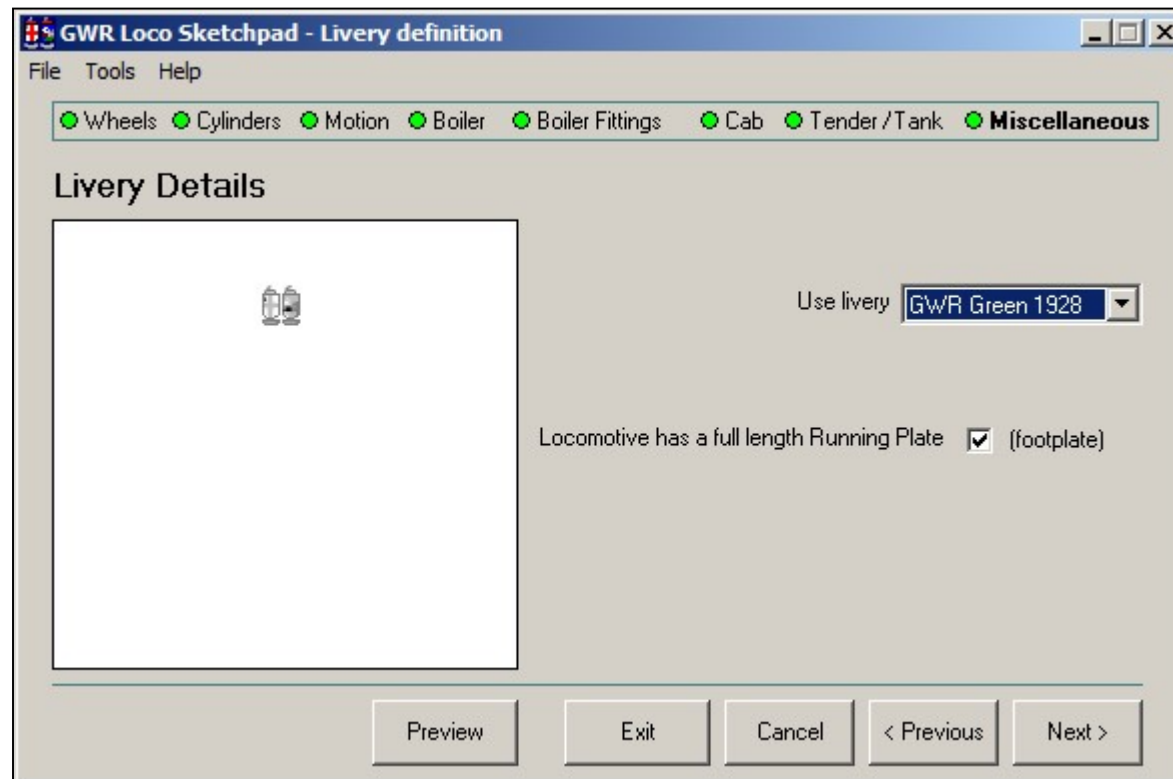 GWR Loco Sketchpad - Livery definition
File Tools Help
Wheels Cylinders Motion Boiler Boiler Fittings Cab Tender/Tank Miscellaneous
Livery Details
Use livery GWR Green 1928
Locomotive has a full length Running Plate (footplate)
Preview Exit Cancel < Previous Next >